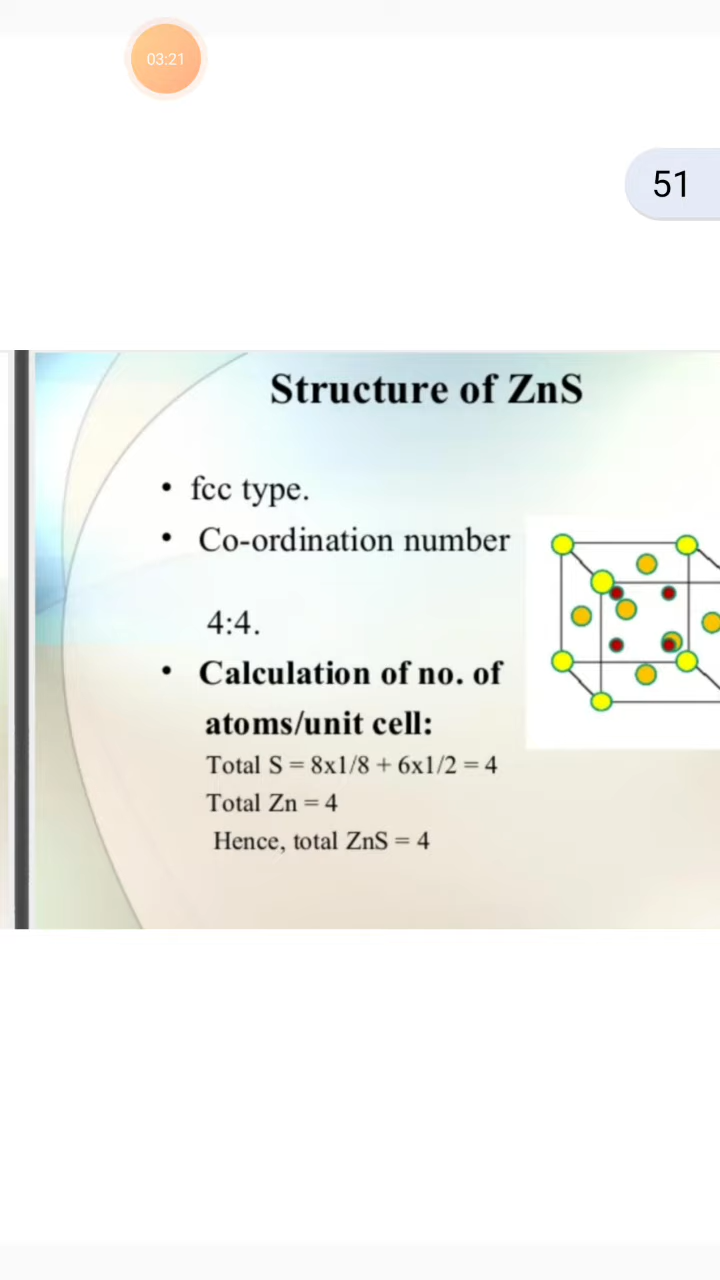 03:21
51
Structure of ZnS
• fcc type.
• Co-ordination number
4:4.
• Calculation of no. of
atoms/unit cell:
Total S = 8x1/8 + 6x1/2 = 4
Total Zn = 4
Hence, total ZnS = 4